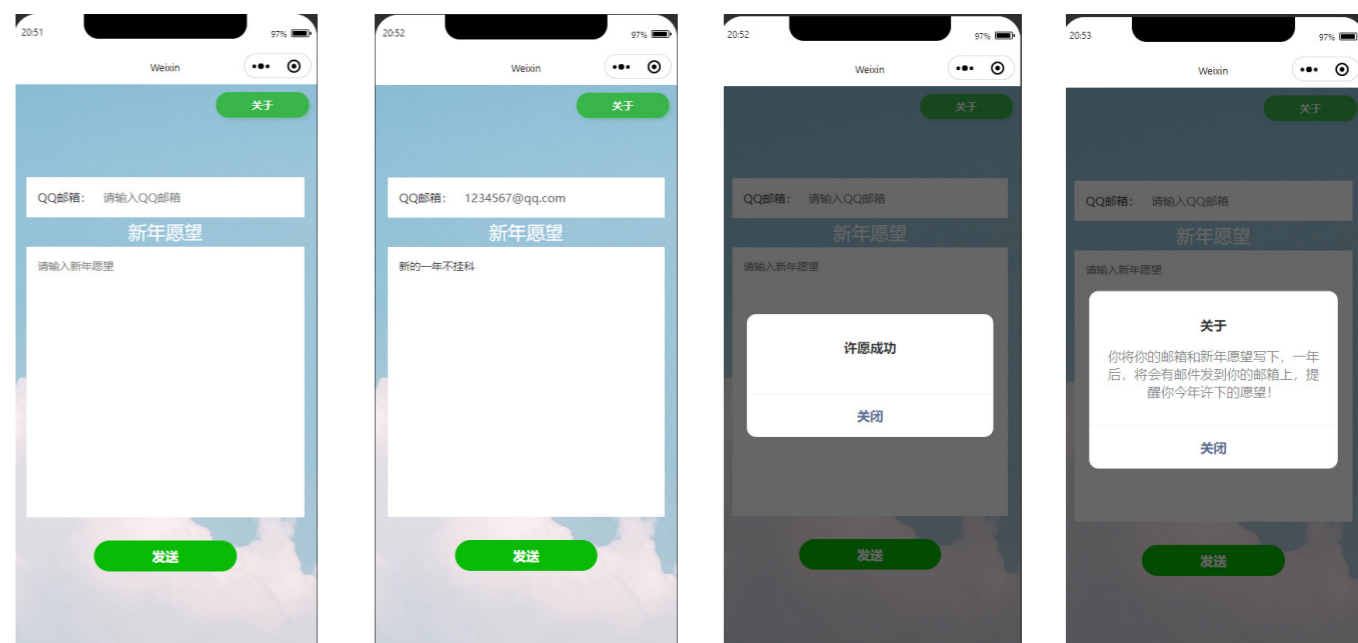 20:51
97%
Weixin
关于
QQ邮箱： 请输入QQ邮箱
新年愿望
请输入新年愿望
发送
20:52
97%
Weixin
关于
QQ邮箱： 1234567@qq.com
新年愿望
新的一年不挂科
发送
20:52
97%
Weixin
关于
QQ邮箱： 请输入QQ邮箱
新年愿望
请输入新年愿望
许愿成功
关闭
发送
20:53
97%
Weixin
关于
QQ邮箱： 请输入QQ邮箱
新年愿望
请输入新年愿望
关于
你将你的邮箱和新年愿望写下，一年
后，将会有邮件发到你的邮箱上，提
醒你今年许下的愿望！
关闭
发送